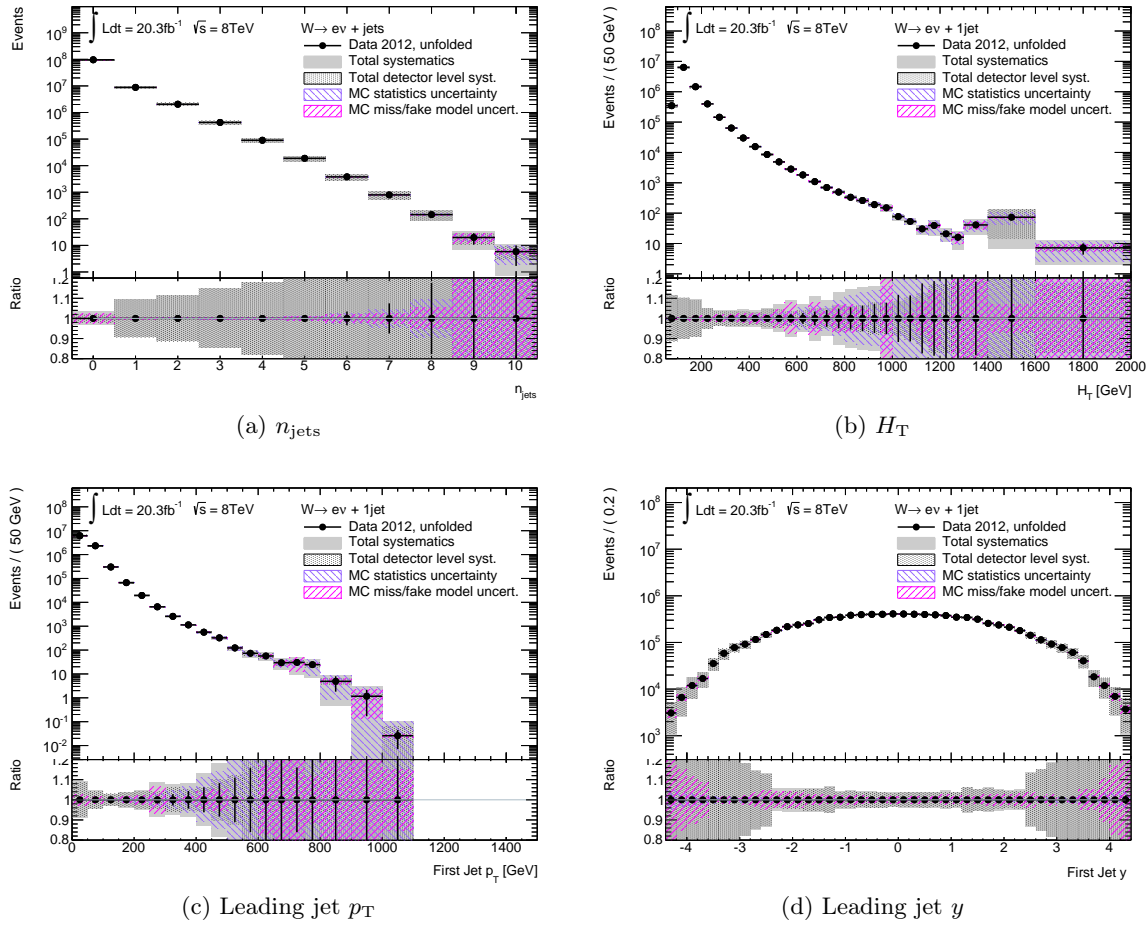 ∫ Ldt = 20.3fb⁻¹ √s = 8TeV W→ eν + jets
Data 2012, unfolded
Total systematics
Total detector level syst.
MC statistics uncertainty
MC miss/fake model uncert.
Events
10⁹
10⁸
10⁷
10⁶
10⁵
10⁴
10³
10²
10
1
Ratio
1.2
1.1
1
0.9
0.8
0 1 2 3 4 5 6 7 8 9 10
n_jets
(a) n_jets
∫ Ldt = 20.3fb⁻¹ √s = 8TeV W→ eν + 1jet
Data 2012, unfolded
Total systematics
Total detector level syst.
MC statistics uncertainty
MC miss/fake model uncert.
Events / ( 50 GeV )
10⁸
10⁷
10⁶
10⁵
10⁴
10³
10²
10
1
Ratio
1.2
1.1
1
0.9
0.8
200 400 600 800 1000 1200 1400 1600 1800 2000
H_T [GeV]
(b) H_T
∫ Ldt = 20.3fb⁻¹ √s = 8TeV W→ eν + 1jet
Data 2012, unfolded
Total systematics
Total detector level syst.
MC statistics uncertainty
MC miss/fake model uncert.
Events / ( 50 GeV )
10⁸
10⁷
10⁶
10⁵
10⁴
10³
10²
10
1
10⁻¹
10⁻²
Ratio
1.2
1.1
1
0.9
0.8
0 200 400 600 800 1000 1200 1400
First Jet p_T [GeV]
(c) Leading jet p_T
∫ Ldt = 20.3fb⁻¹ √s = 8TeV W→ eν + 1jet
Data 2012, unfolded
Total systematics
Total detector level syst.
MC statistics uncertainty
MC miss/fake model uncert.
Events / ( 0.2 )
10⁸
10⁷
10⁶
10⁵
10⁴
10³
Ratio
1.2
1.1
1
0.9
0.8
-4 -3 -2 -1 0 1 2 3 4
First Jet y
(d) Leading jet y